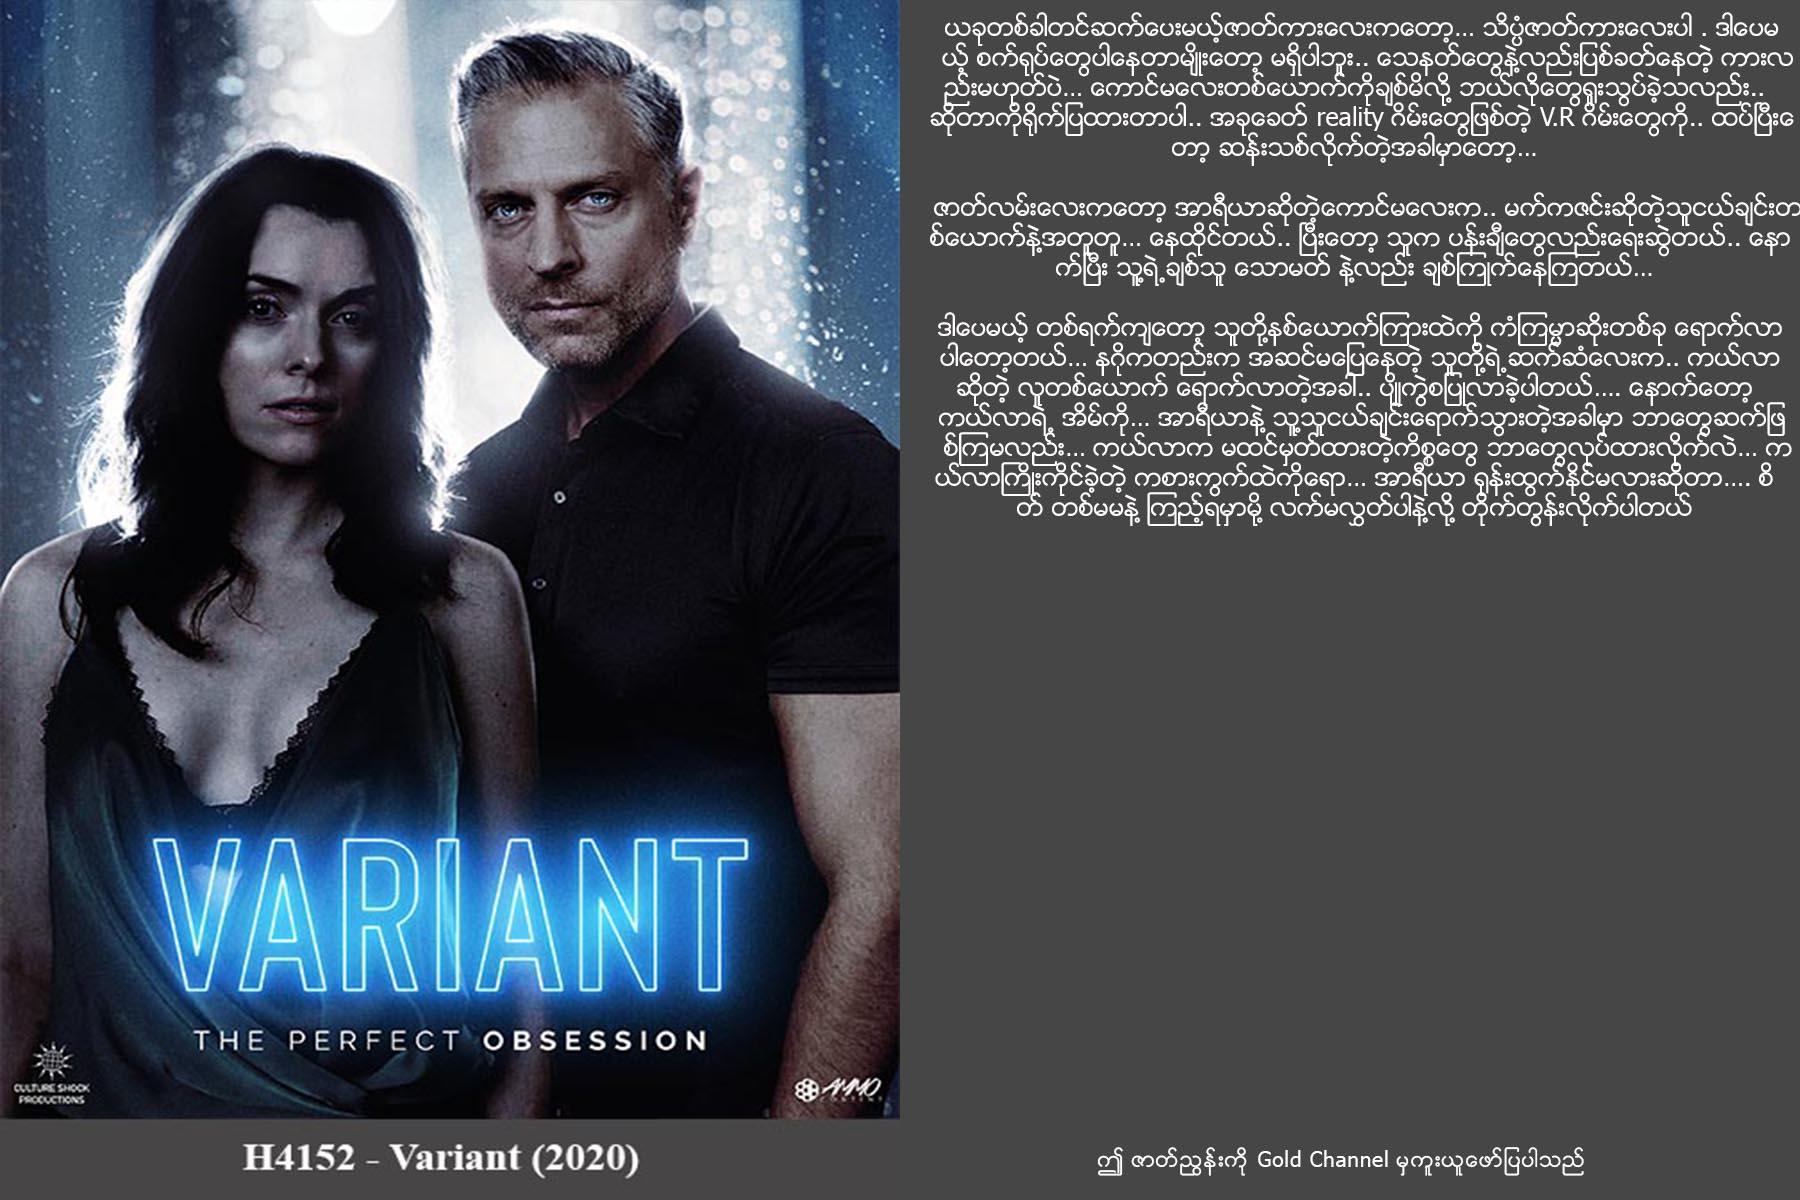 VARIANT
THE PERFECT OBSESSION
CULTURE SHOCK
PRODUCTIONS
AMMO
CONTENT
H4152 - Variant (2020)
ယခုတစ်ခါတင်ဆက်ပေးမယ့်ဇာတ်ကားလေးကတော့... သိပ္ပံဇာတ်ကားလေးပါ . ဒါပေမ
ယ့် စက်ရုပ်တွေပါနေတာမျိုးတော့ မရှိပါဘူး.. သေနတ်တွေနဲ့လည်းပြစ်ခတ်နေတဲ့ ကားလ
ည်းမဟုတ်ပဲ... ကောင်မလေးတစ်ယောက်ကိုချစ်မိလို့ ဘယ်လိုတွေရူးသွပ်ခဲ့သလည်း..
ဆိုတာကိုရိုက်ပြထားတာပါ.. အခုခေတ် reality ဂိမ်းတွေဖြစ်တဲ့ V.R ဂိမ်းတွေကို.. ထပ်ပြီးေ
တာ့ ဆန်းသစ်လိုက်တဲ့အခါမှာတော့...
ဇာတ်လမ်းလေးကတော့ အာရီယာဆိုတဲ့ကောင်မလေးက.. မက်ကဇင်းဆိုတဲ့သူငယ်ချင်းတ
စ်ယောက်နဲ့အတူတူ... နေထိုင်တယ်.. ပြီးတော့ သူက ပန်းချီတွေလည်းရေးဆွဲတယ်.. နော
က်ပြီး သူ့ရဲ့ချစ်သူ သောမတ် နဲ့လည်း ချစ်ကြိုက်နေကြတယ်...
ဒါပေမယ့် တစ်ရက်ကျတော့ သူတို့နှစ်ယောက်ကြားထဲကို ကံကြမ္မာဆိုးတစ်ခု ရောက်လာ
ပါတော့တယ်... နဂိုကတည်းက အဆင်မပြေနေတဲ့ သူတို့ရဲ့ဆက်ဆံလေးက.. ကယ်လာ
ဆိုတဲ့ လူတစ်ယောက် ရောက်လာတဲ့အခါ.. ပျိုကွဲစပြုလာခဲ့ပါတယ်.... နောက်တော့
ကယ်လာရဲ့ အိမ်ကို... အာရီယာနဲ့ သူ့သူငယ်ချင်းရောက်သွားတဲ့အခါမှာ ဘာတွေဆက်ဖြ
စ်ကြမလည်း... ကယ်လာက မထင်မှတ်ထားတဲ့ကိစ္စတွေ ဘာတွေလုပ်ထားလိုက်လဲ... က
ယ်လာကြိုးကိုင်ခဲ့တဲ့ ကစားကွက်ထဲကိုရော... အာရီယာ ရုန်းထွက်နိုင်မလားဆိုတာ.... စိ
တ် တစ်မမနဲ့ ကြည့်ရမှာမို့ လက်မလွှတ်ပါနဲ့လို့ တိုက်တွန်းလိုက်ပါတယ်
ဤ ဇာတ်ညွှန်းကို Gold Channel မှကူးယူဖော်ပြပါသည်